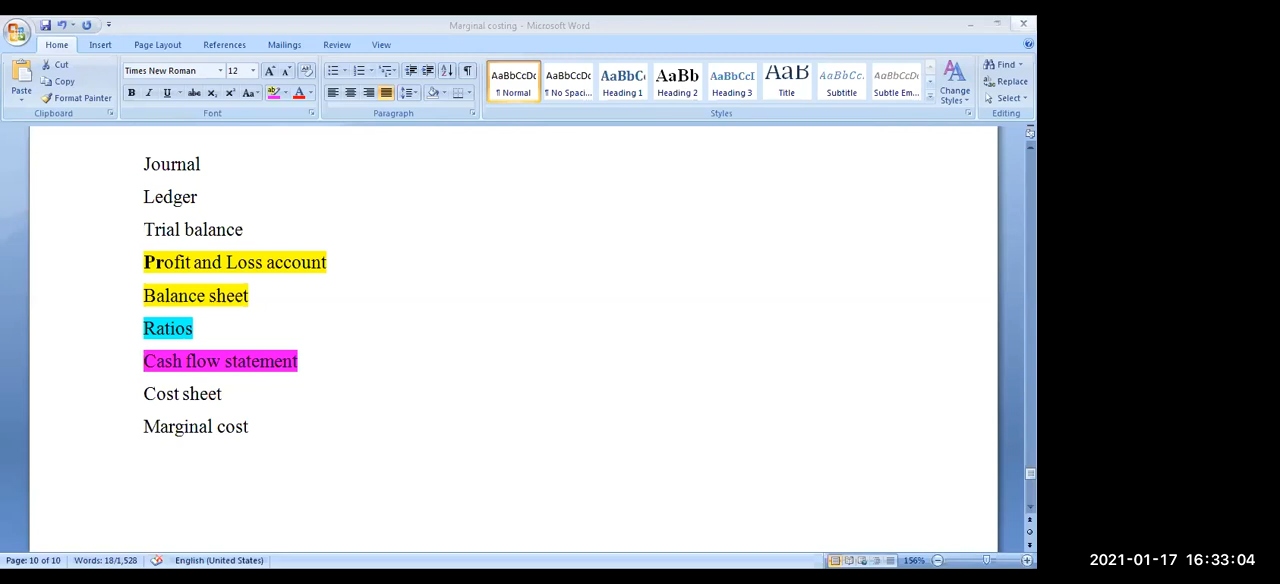 Marginal costing - Microsoft Word
Home Insert Page Layout References Mailings Review View
Paste
Cut
Copy
Format Painter
Clipboard
Times New Roman 12
B I U abc x₂ x² Aa
Font
Paragraph
AaBbCcDc AaBbCcDc AaBbC AaBb AaBbCcI AaB AaBbCc. AaBbCcDc
¶ Normal ¶ No Spaci... Heading 1 Heading 2 Heading 3 Title Subtitle Subtle Em...
Change Styles
Styles
Find
Replace
Select
Editing
Journal
Ledger
Trial balance
Profit and Loss account
Balance sheet
Ratios
Cash flow statement
Cost sheet
Marginal cost
Page: 10 of 10 Words: 18/1,528 English (United States) 156%
2021-01-17 16:33:04